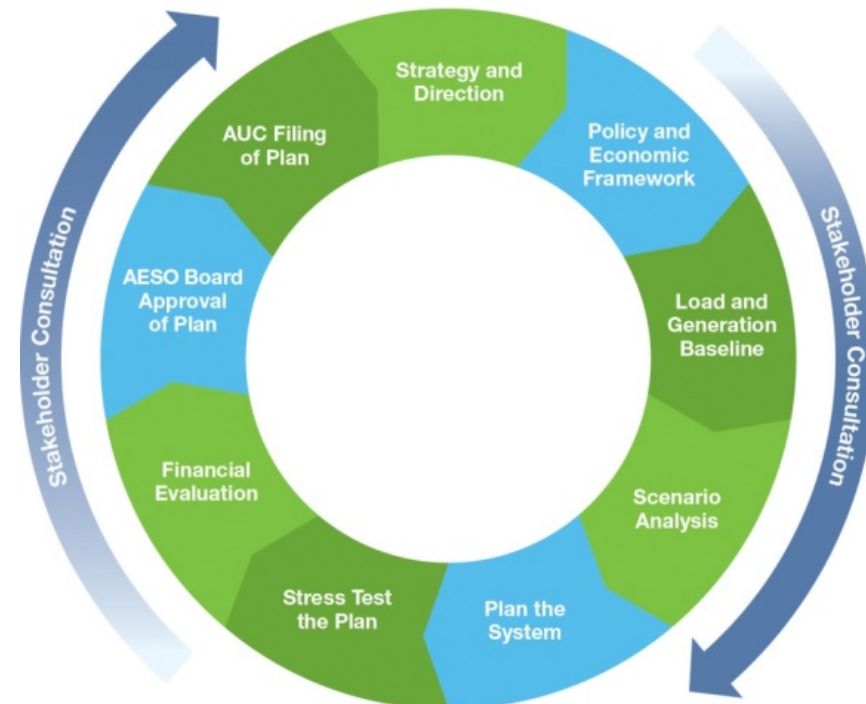 Strategy and
Direction
Policy and
Economic
Framework
Load and
Generation
Baseline
Scenario
Analysis
Plan the
System
Stress Test
the Plan
Financial
Evaluation
AESO Board
Approval
of Plan
AUC Filing
of Plan
Stakeholder Consultation
Stakeholder Consultation